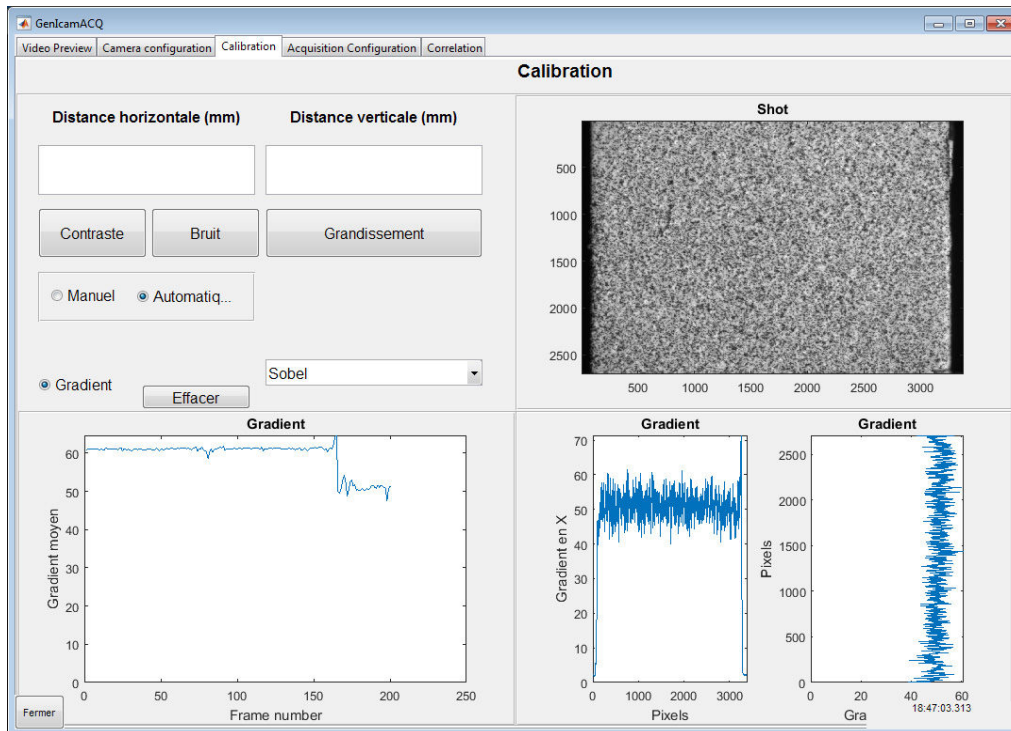 GenIcamACQ
Video Preview Camera configuration Calibration Acquisition Configuration Correlation
Calibration
Distance horizontale (mm) Distance verticale (mm)
Contraste Bruit Grandissement
Manuel Automatiq...
Gradient
Effacer
Sobel
Shot
500
1000
1500
2000
2500
500 1000 1500 2000 2500 3000
Gradient
Gradient moyen
60
50
40
30
20
10
0
0 50 100 150 200 250
Frame number
Gradient
Gradient en X
70
60
50
40
30
20
10
0
0 1000 2000 3000
Pixels
Gradient
Pixels
2500
2000
1500
1000
500
0
0 20 40 60
Gra
18:47:03.313
Fermer